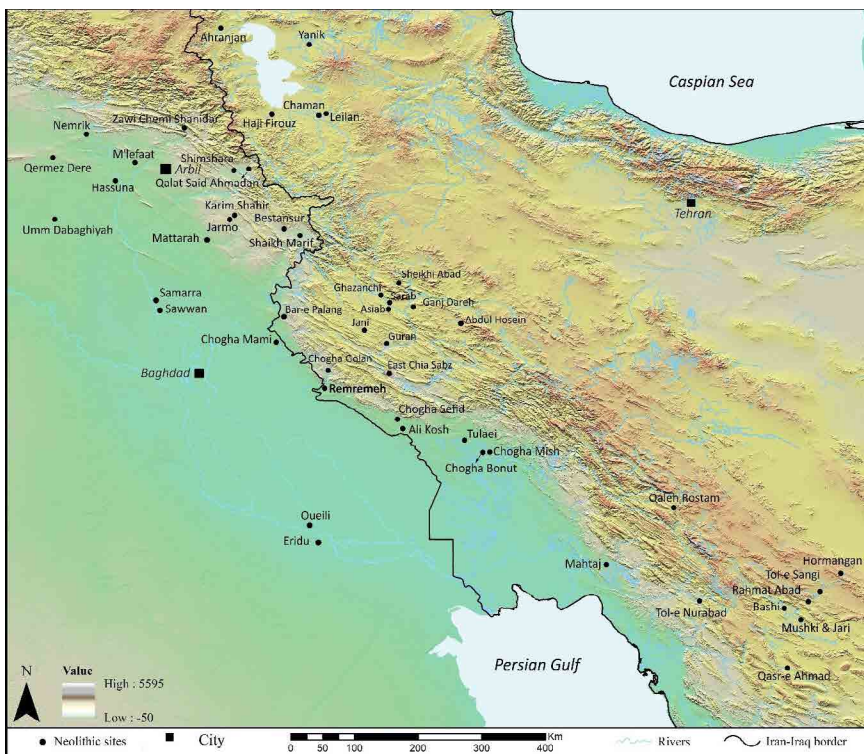 Ahranjan
Yanik
Caspian Sea
Chaman
Leilan
Haji Firouz
Zawi Chemi Shanidar
Nemrik
M'lefaat
Shimshara
Arbil
Qermez Dere
Hassuna
Qalat Said Ahmadan
Karim Shahir
Tehran
Umm Dabaghiyah
Jarmo
Bestansur
Mattarah
Shaikh Marif
Sheikhi Abad
Ghazanchi
Sarab
Samarra
Asiab
Ganj Dareh
Sawwan
Bar-e Palang
Jani
Abdul Hosein
Chogha Mami
Guran
Chogha Golan
East Chia Sabz
Baghdad
Remremeh
Chogha Sefid
Ali Kosh
Tulaei
Chogha Mish
Chogha Bonut
Qaleh Rostam
Oueili
Eridu
Mahtaj
Hormangan
Tol-e Sangi
Rahmat Abad
Tol-e Nurabad
Bashi
Mushki & Jari
Persian Gulf
Qasr-e Ahmad
N
Value
High : 5595
Low : -50
Neolithic sites
City
0 50 100 200 300 400
Km
Rivers
Iran-Iraq border